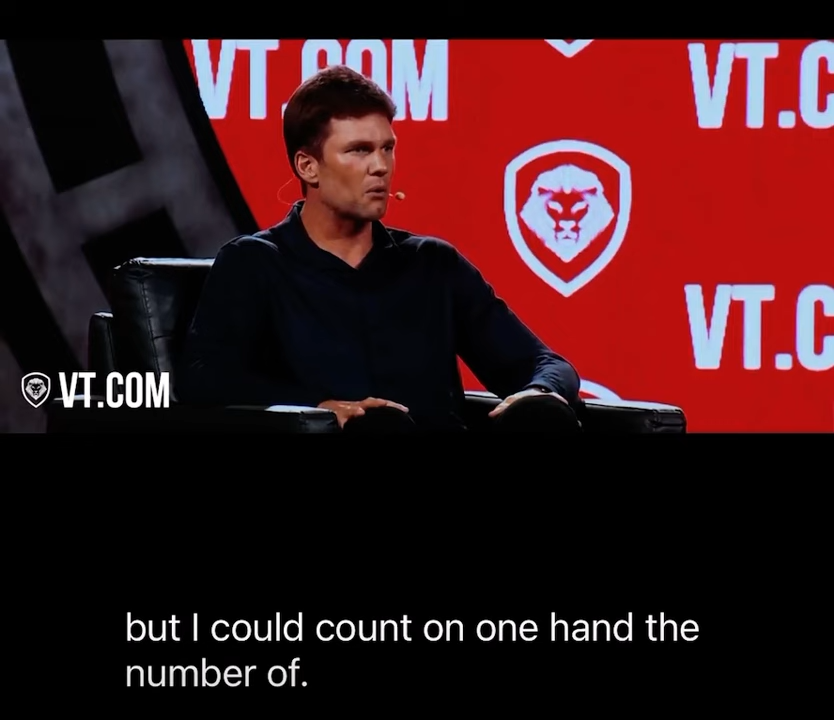 VT.COM
VT.C
VT.C
VT.COM
but I could count on one hand the
number of.